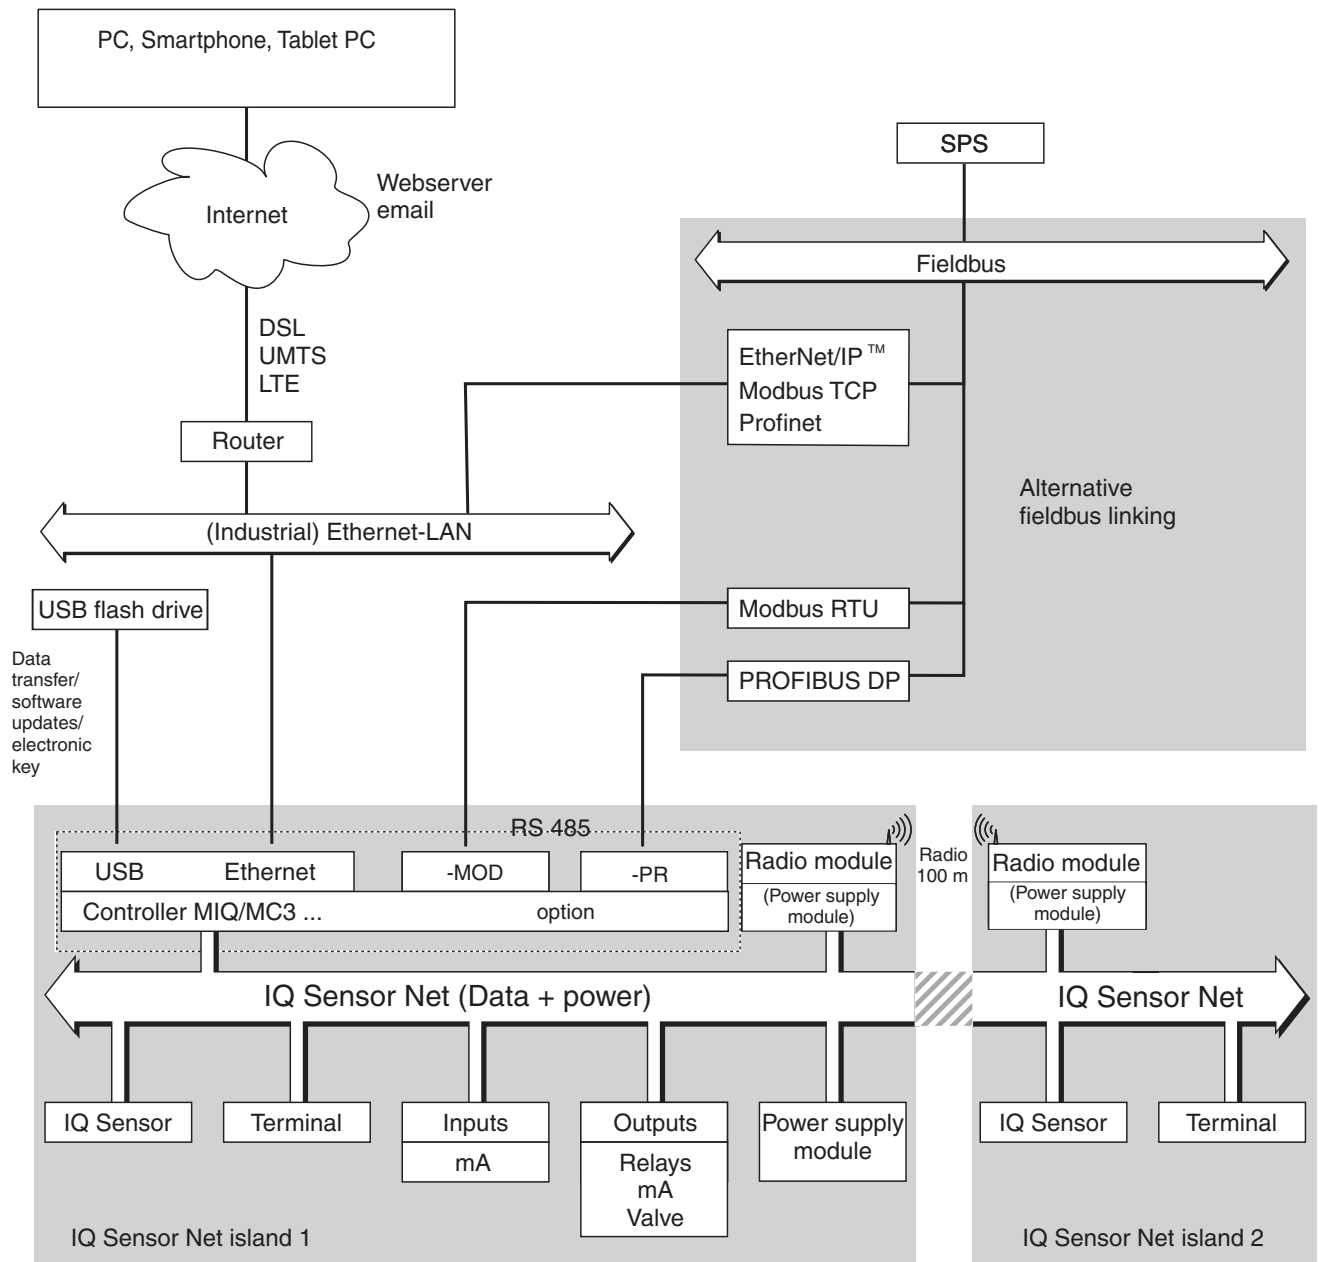 PC, Smartphone, Tablet PC
Internet
Webserver
email
DSL
UMTS
LTE
Router
(Industrial) Ethernet-LAN
SPS
Fieldbus
EtherNet/IP™
Modbus TCP
Profinet
Alternative
fieldbus linking
Modbus RTU
PROFIBUS DP
USB flash drive
Data
transfer/
software
updates/
electronic
key
RS 485
USB
Ethernet
-MOD
-PR
Controller MIQ/MC3 ...
option
Radio module
(Power supply
module)
Radio
100 m
Radio module
(Power supply
module)
IQ Sensor Net (Data + power)
IQ Sensor Net
IQ Sensor
Terminal
Inputs
mA
Outputs
Relays
mA
Valve
Power supply
module
IQ Sensor
Terminal
IQ Sensor Net island 1
IQ Sensor Net island 2